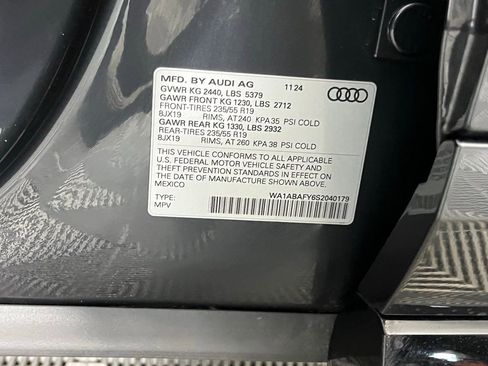 MFD. BY AUDI AG 11 24
GVWR KG 2440, LBS 5379
GAWR FRONT KG 1230, LBS 2712
FRONT-TIRES 235/55 R19
8JX19 RIMS, AT240 KPA 35 PSI COLD
GAWR REAR KG 1330, LBS 2932
REAR-TIRES 235/55 R19
8JX19 RIMS, AT 260 KPA 38 PSI COLD
THIS VEHICLE CONFORMS TO ALL APPLICABLE
U.S. FEDERAL MOTOR VEHICLE SAFETY AND
THEFT PREVENTION STANDARDS IN EFFECT ON
THE DATE OF MANUFACTURE SHOWN ABOVE.
MEXICO
TYPE: WA1ABAFY6S2040179
MPV